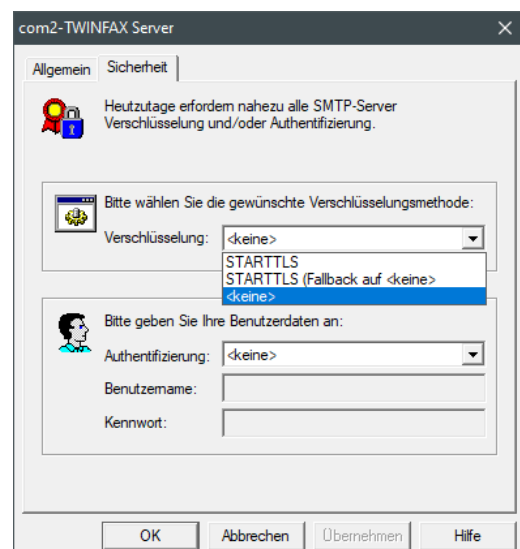 com2-TWINFAX Server
Allgemein Sicherheit
Heutzutage erfordern nahezu alle SMTP-Server
Verschlüsselung und/oder Authentifizierung.
Bitte wählen Sie die gewünschte Verschlüsselungsmethode:
Verschlüsselung: <keine>
STARTTLS
STARTTLS (Fallback auf <keine>
<keine>
Bitte geben Sie Ihre Benutzerdaten an:
Authentifizierung: <keine>
Benutzername:
Kennwort:
OK Abbrechen Übernehmen Hilfe